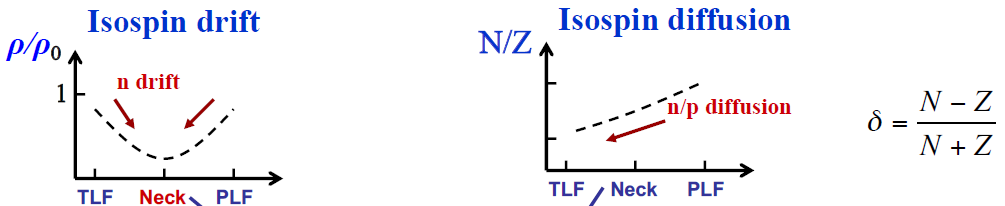 Isospin drift
ρ/ρ0
1
n drift
TLF Neck PLF
Isospin diffusion
N/Z
n/p diffusion
TLF Neck PLF
δ = N − Z / N + Z